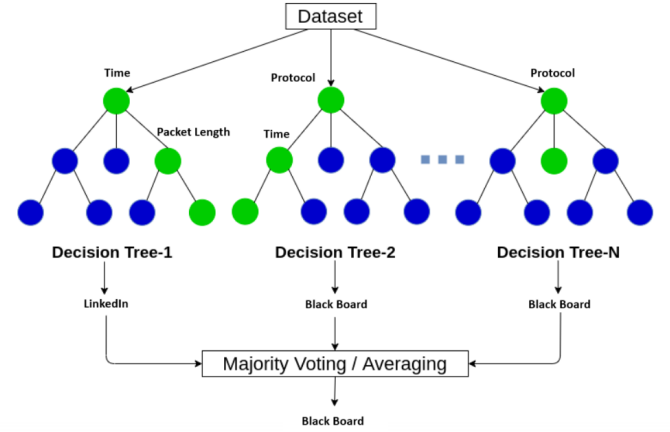 Dataset
Time
Protocol
Protocol
Packet Length
Time
Decision Tree-1
Decision Tree-2
Decision Tree-N
LinkedIn
Black Board
Black Board
Majority Voting / Averaging
Black Board